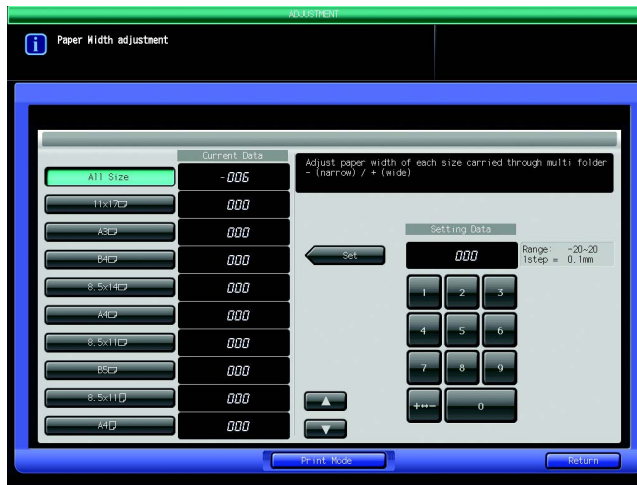 ADJUSTMENT
Paper Width adjustment
Current Data
All Size
-006
11x17
000
A3
000
B4
000
8.5x14
000
A4
000
8.5x11
000
B5
000
8.5x11
000
A4
000
Adjust paper width of each size carried through multi folder
- (narrow) / + (wide)
Setting Data
Set
000
Range: -20~20
1step = 0.1mm
1 2 3
4 5 6
7 8 9
+↔- 0
Print Mode
Return